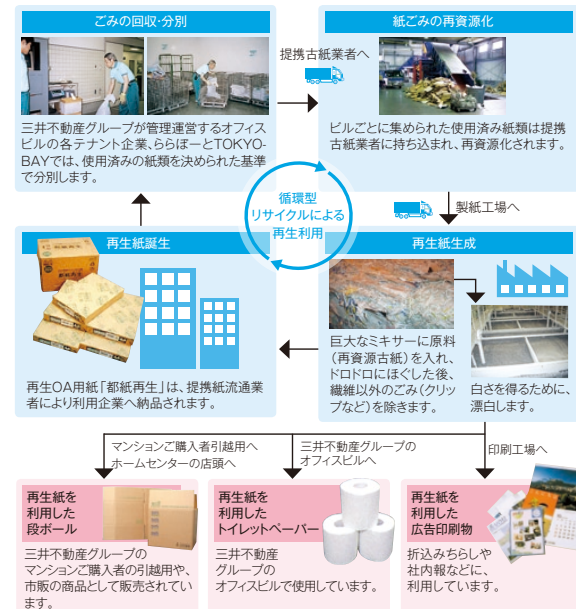 ごみの回収・分別
三井不動産グループが管理運営するオフィス
ビルの各テナント企業、ららぽーとTOKYO-
BAYでは、使用済みの紙類を決められた基準
で分別します。
提携古紙業者へ
紙ごみの再資源化
ビルごとに集められた使用済み紙類は提携
古紙業者に持ち込まれ、再資源化されます。
循環型
リサイクルによる
再生利用
製紙工場へ
再生紙誕生
再生OA用紙「都紙再生」は、提携紙流通業
者により利用企業へ納品されます。
再生紙生成
巨大なミキサーに原料
(再資源古紙)を入れ、
ドロドロにほぐした後、
繊維以外のごみ(クリッ
プなど)を除きます。
白さを得るために、
漂白します。
マンションご購入者引越用へ
ホームセンターの店頭へ
三井不動産グループの
オフィスビルへ
印刷工場へ
再生紙を
利用した
段ボール
三井不動産グループの
マンションご購入者の引越用や、
市販の商品として販売されてい
ます。
再生紙を
利用した
トイレットペーパー
三井不動産
グループの
オフィスビルで使用しています。
再生紙を
利用した
広告印刷物
折込みちらしや
社内報などに、
利用しています。